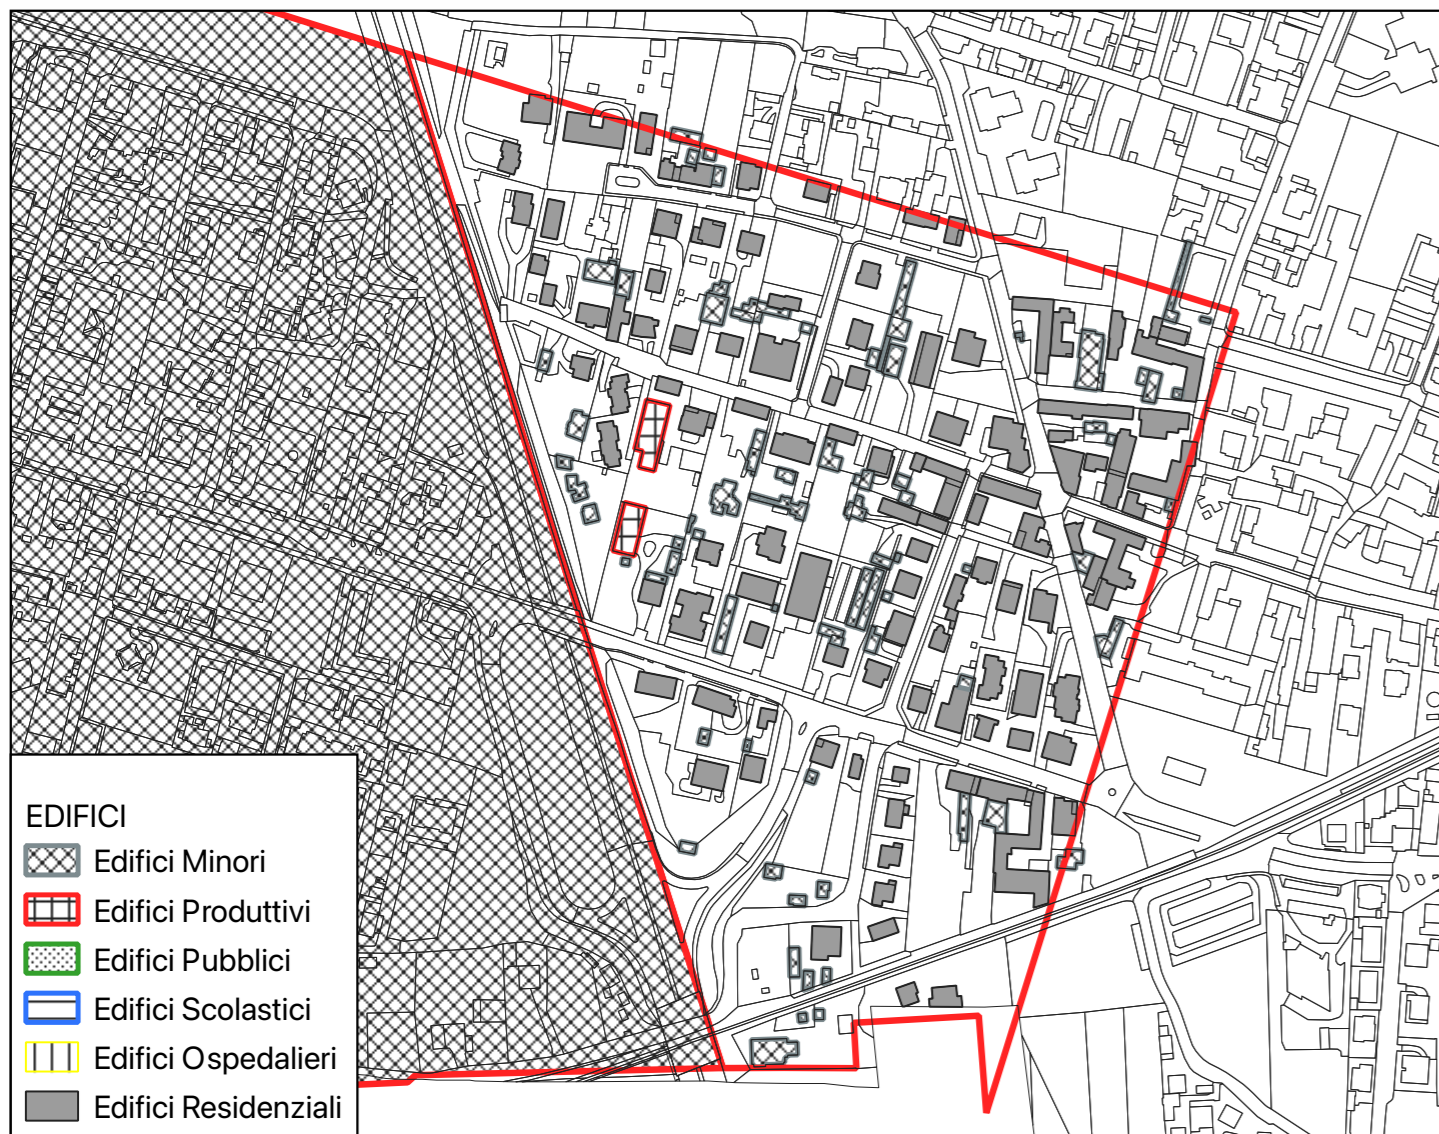 EDIFICI
Edifici Minori
Edifici Produttivi
Edifici Pubblici
Edifici Scolastici
Edifici Ospedalieri
Edifici Residenziali